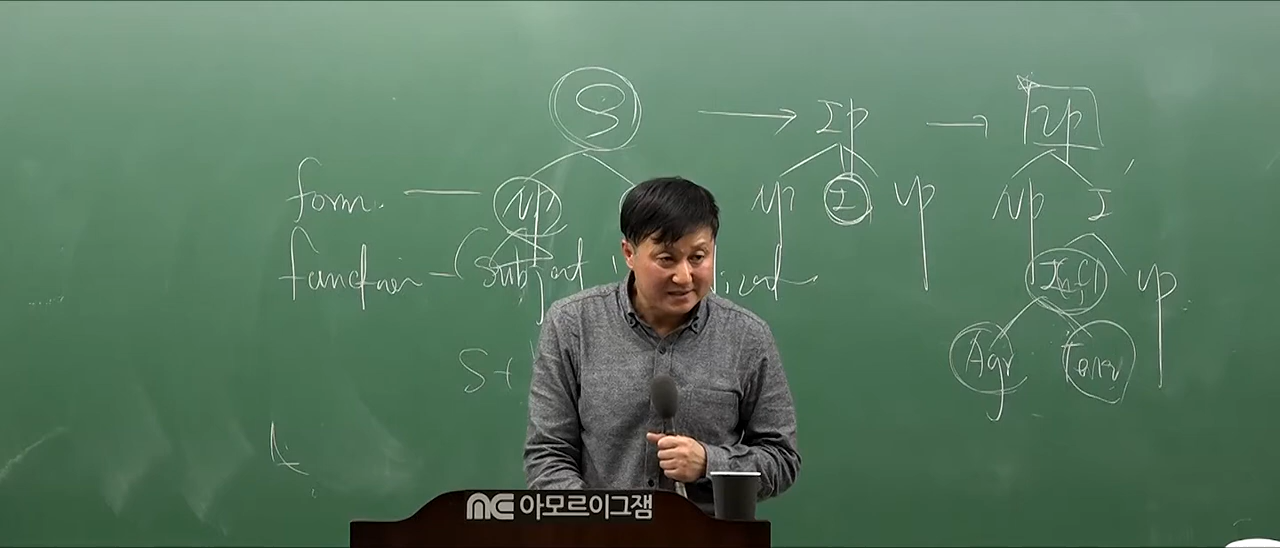 S → IP → IP
form. — NP NP I VP NP I'
function - (Subject Infl VP
St Agr Tense
아모르이그잼